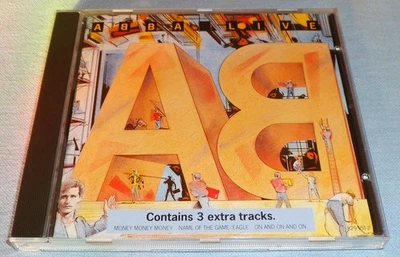 ABBA LIVE
AB
Contains 3 extra tracks.
MONEY MONEY MONEY NAME OF THE GAME/EAGLE ON AND ON AND ON